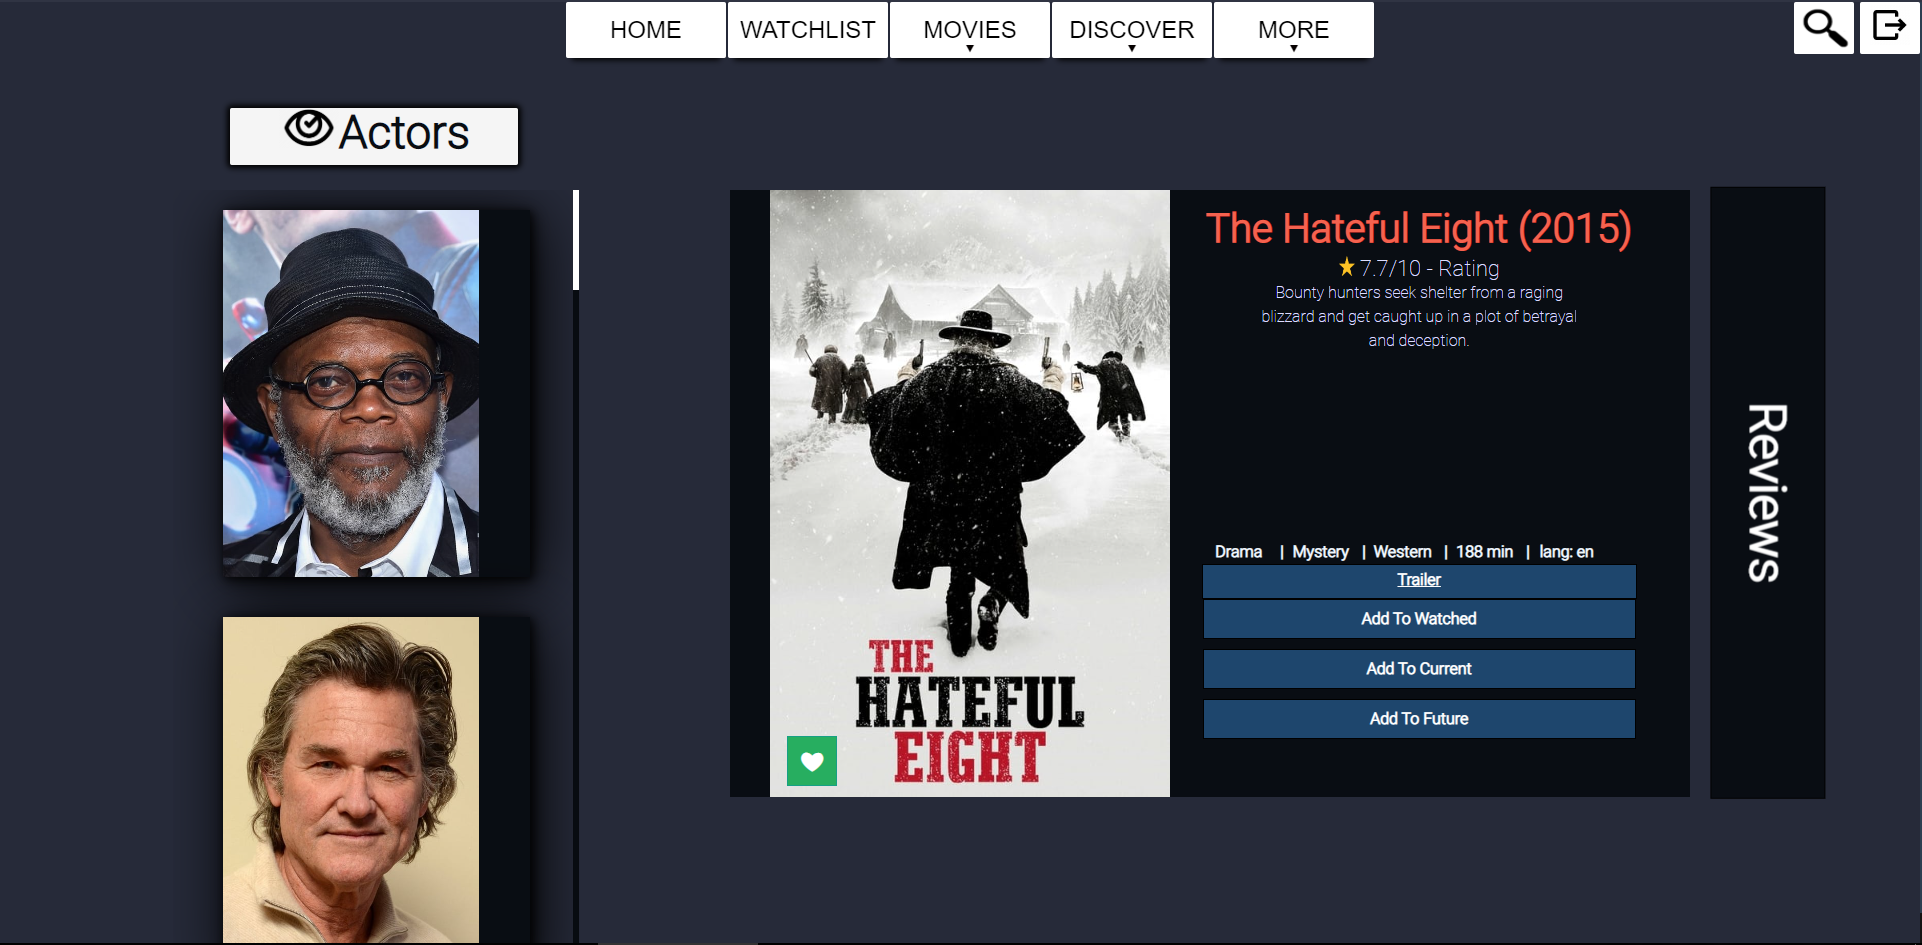 HOME
WATCHLIST
MOVIES
DISCOVER
MORE
Actors
The Hateful Eight (2015)
7.7/10 - Rating
Bounty hunters seek shelter from a raging
blizzard and get caught up in a plot of betrayal
and deception.
Drama | Mystery | Western | 188 min | lang: en
Trailer
Add To Watched
Add To Current
Add To Future
THE
HATEFUL
EIGHT
Reviews